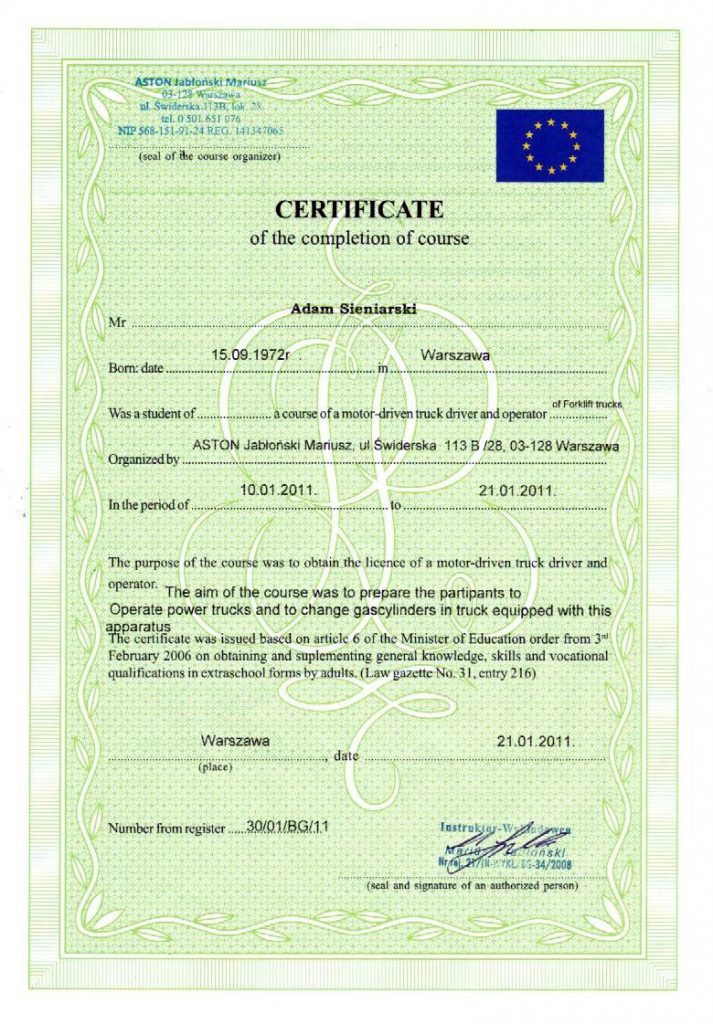 ASTON Jabłoński Mariusz
03-128 Warszawa
ul. Świderska 113B, lok. 28
tel. 0 501 651 076
NIP 568-151-91-24 REG. 141347065
(seal of the course organizer)
CERTIFICATE
of the completion of course
Adam Sieniarski
Mr
15.09.1972r . Warszawa
Born: date in
of Forklift trucks
Was a student of a course of a motor-driven truck driver and operator
ASTON Jabłoński Mariusz, ul.Świderska 113 B /28, 03-128 Warszawa
Organized by
10.01.2011. 21.01.2011.
In the period of to
The purpose of the course was to obtain the licence of a motor-driven truck driver and
operator.
The aim of the course was to prepare the partipants to
Operate power trucks and to change gascylinders in truck equipped with this
apparatus
The certificate was issued based on article 6 of the Minister of Education order from 3rd
February 2006 on obtaining and suplementing general knowledge, skills and vocational
qualifications in extraschool forms by adults. (Law gazette No. 31, entry 216)
Warszawa 21.01.2011.
, date
(place)
Number from register 30/01/BG/11
Instruktor-Wykładowca
Nr rej. 21/IN-WYKŁ/BG-34/2008
(seal and signature of an authorized person)